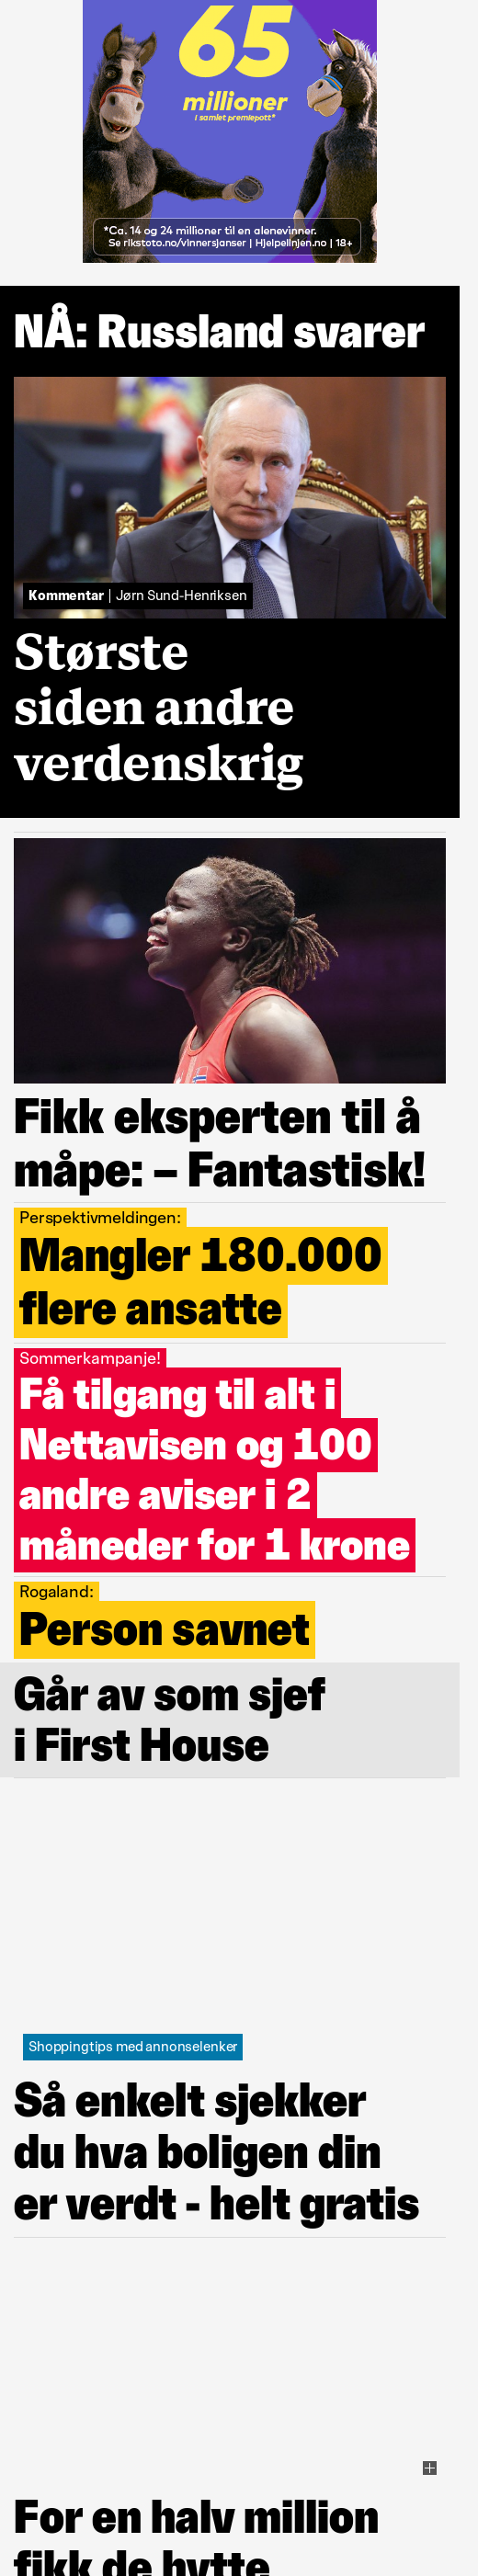 65
millioner
i samlet premiepott*
*Ca. 14 og 24 millioner til en alenevinner.
Se rikstoto.no/vinnersjanser | Hjelpelinjen.no | 18+
NÅ: Russland svarer
Kommentar | Jørn Sund-Henriksen
Største
siden andre
verdenskrig
Fikk eksperten til å
måpe: – Fantastisk!
Perspektivmeldingen:
Mangler 180.000
flere ansatte
Sommerkampanje!
Få tilgang til alt i
Nettavisen og 100
andre aviser i 2
måneder for 1 krone
Rogaland:
Person savnet
Går av som sjef
i First House
Shoppingtips med annonselenker
Så enkelt sjekker
du hva boligen din
er verdt - helt gratis
For en halv million
fikk de hytte